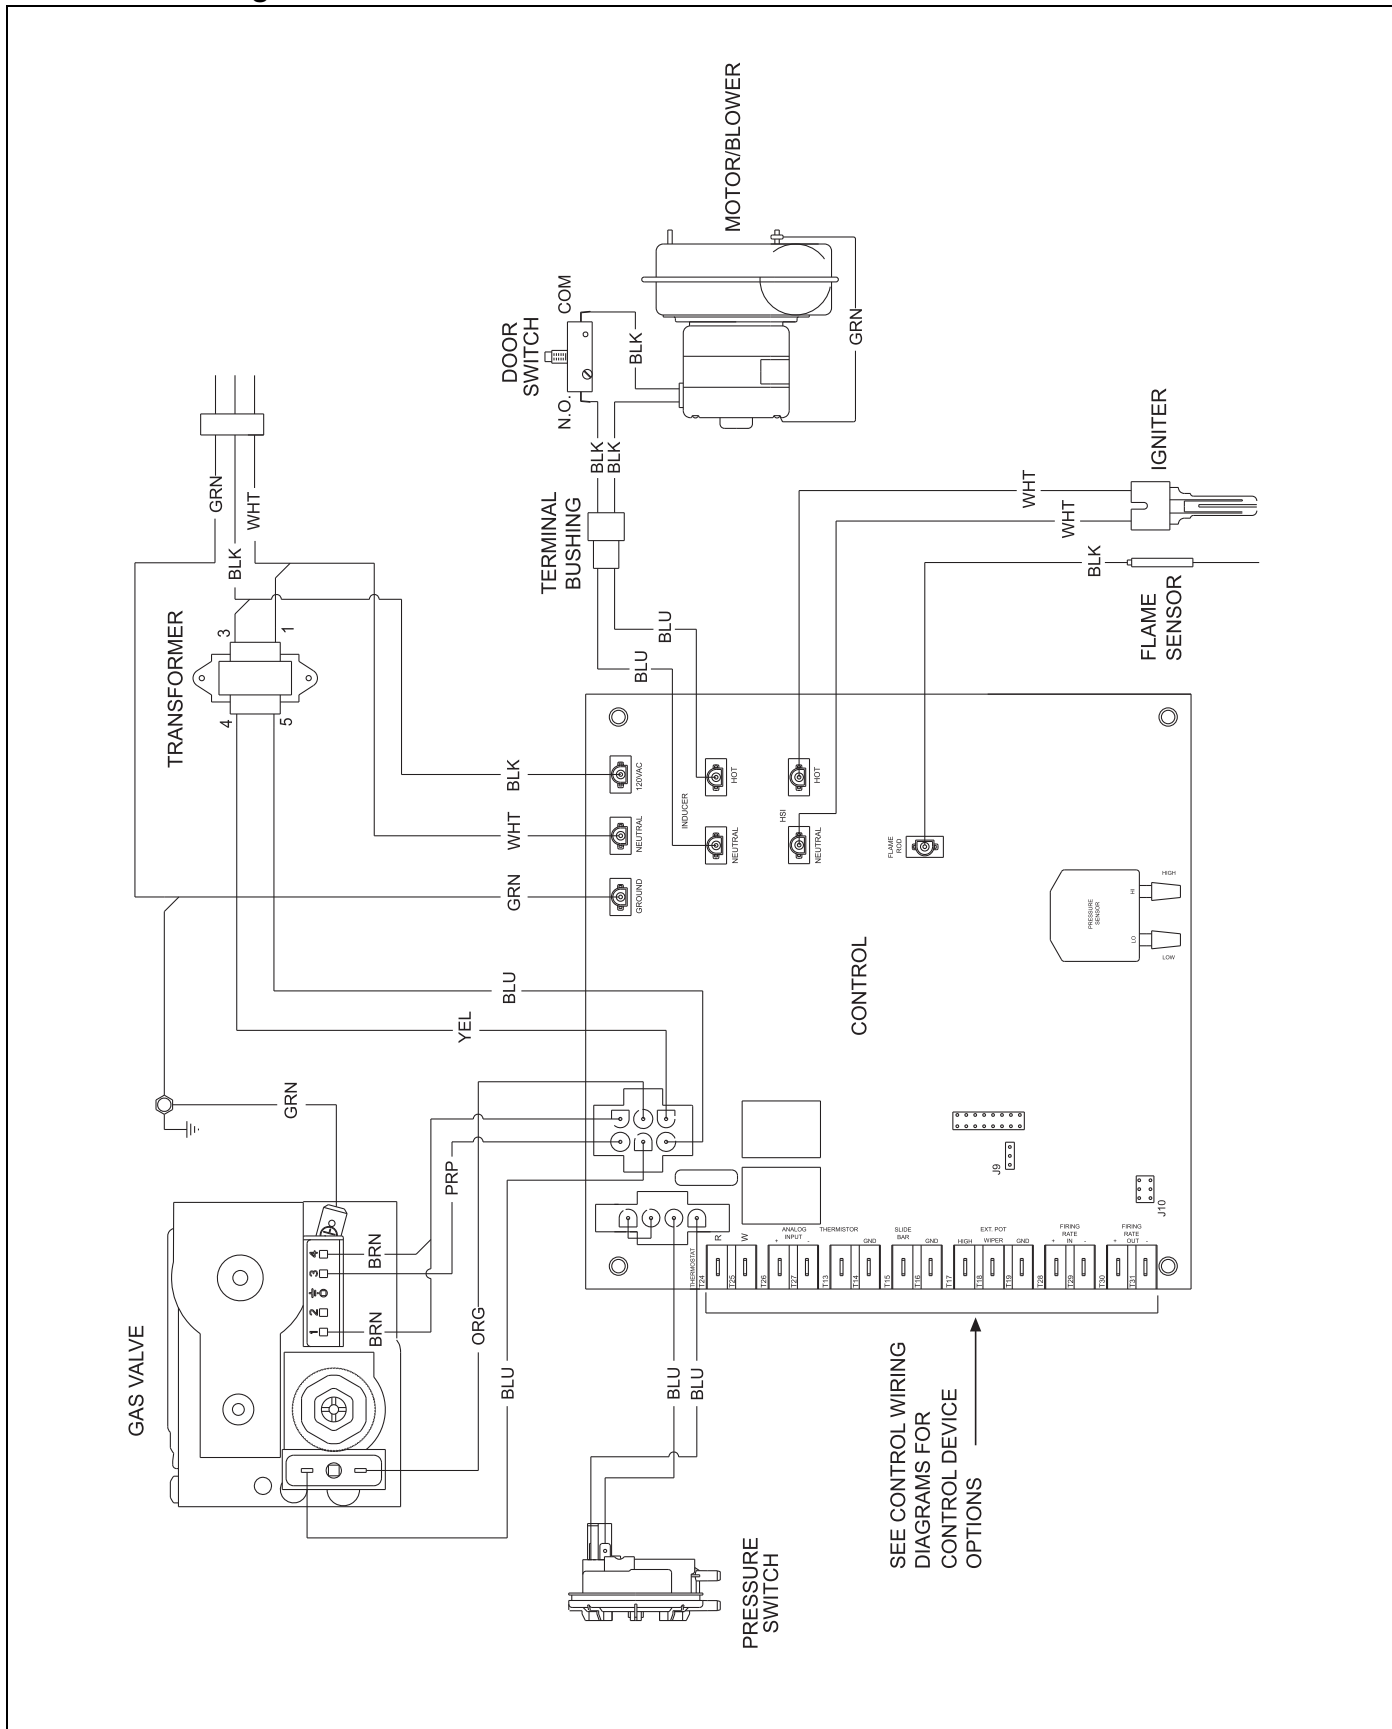 MOTOR/BLOWER
DOOR
SWITCH
COM
N.O.
BLK
GRN
BLK
BLK
TERMINAL
BUSHING
IGNITER
WHT
WHT
BLK
FLAME
SENSOR
GRN
BLK
WHT
TRANSFORMER
3
1
4
5
BLU
BLU
BLK
WHT
GRN
BLU
YEL
120VAC
NEUTRAL
GROUND
INDUCER
HOT
NEUTRAL
HSI
HOT
NEUTRAL
FLAME
ROD
PRESSURE
SENSOR
HI
LO
HIGH
LOW
CONTROL
GRN
PRP
BRN
BRN
ORG
BLU
GAS VALVE
1
2
3
4
J9
J10
THERMOSTAT
R
W
ANALOG
INPUT
+
-
THERMISTOR
GND
SLIDE
BAR
GND
EXT. POT
HIGH
WIPER
GND
FIRING
RATE
IN
+
-
FIRING
RATE
OUT
+
-
T24
T25
T26
T27
T13
T14
T15
T16
T17
T18
T19
T28
T29
T30
T31
BLU
BLU
PRESSURE
SWITCH
SEE CONTROL WIRING
DIAGRAMS FOR
CONTROL DEVICE
OPTIONS